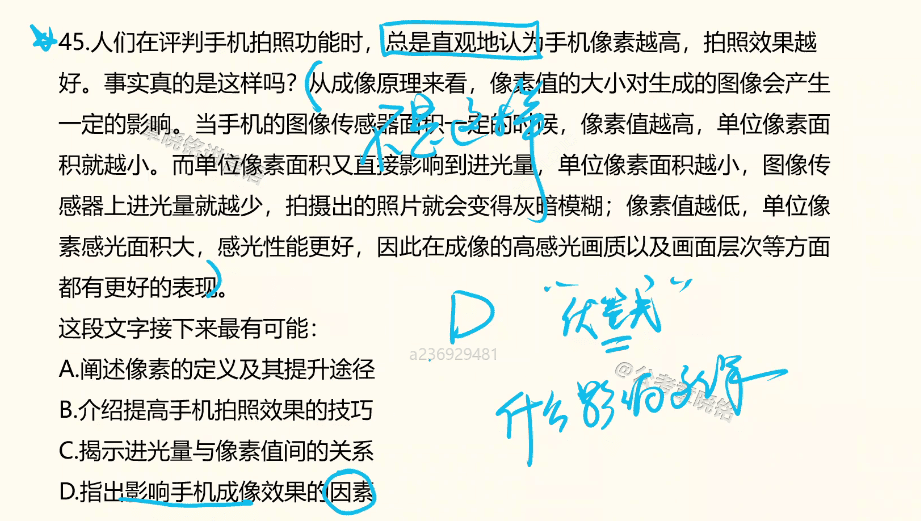 45.人们在评判手机拍照功能时，总是直观地认为手机像素越高，拍照效果越
好。事实真的是这样吗？从成像原理来看，像素值的大小对生成的图像会产生
一定的影响。当手机的图像传感器面积一定的时候，像素值越高，单位像素面
积就越小。而单位像素面积又直接影响到进光量，单位像素面积越小，图像传
感器上进光量就越少，拍摄出的照片就会变得灰暗模糊；像素值越低，单位像
素感光面积大，感光性能更好，因此在成像的高感光画质以及画面层次等方面
都有更好的表现。
不是这样
这段文字接下来最有可能：
D
a236929481
A.阐述像素的定义及其提升途径
B.介绍提高手机拍照效果的技巧
什么影响效果
C.揭示进光量与像素值间的关系
D.指出影响手机成像效果的因素